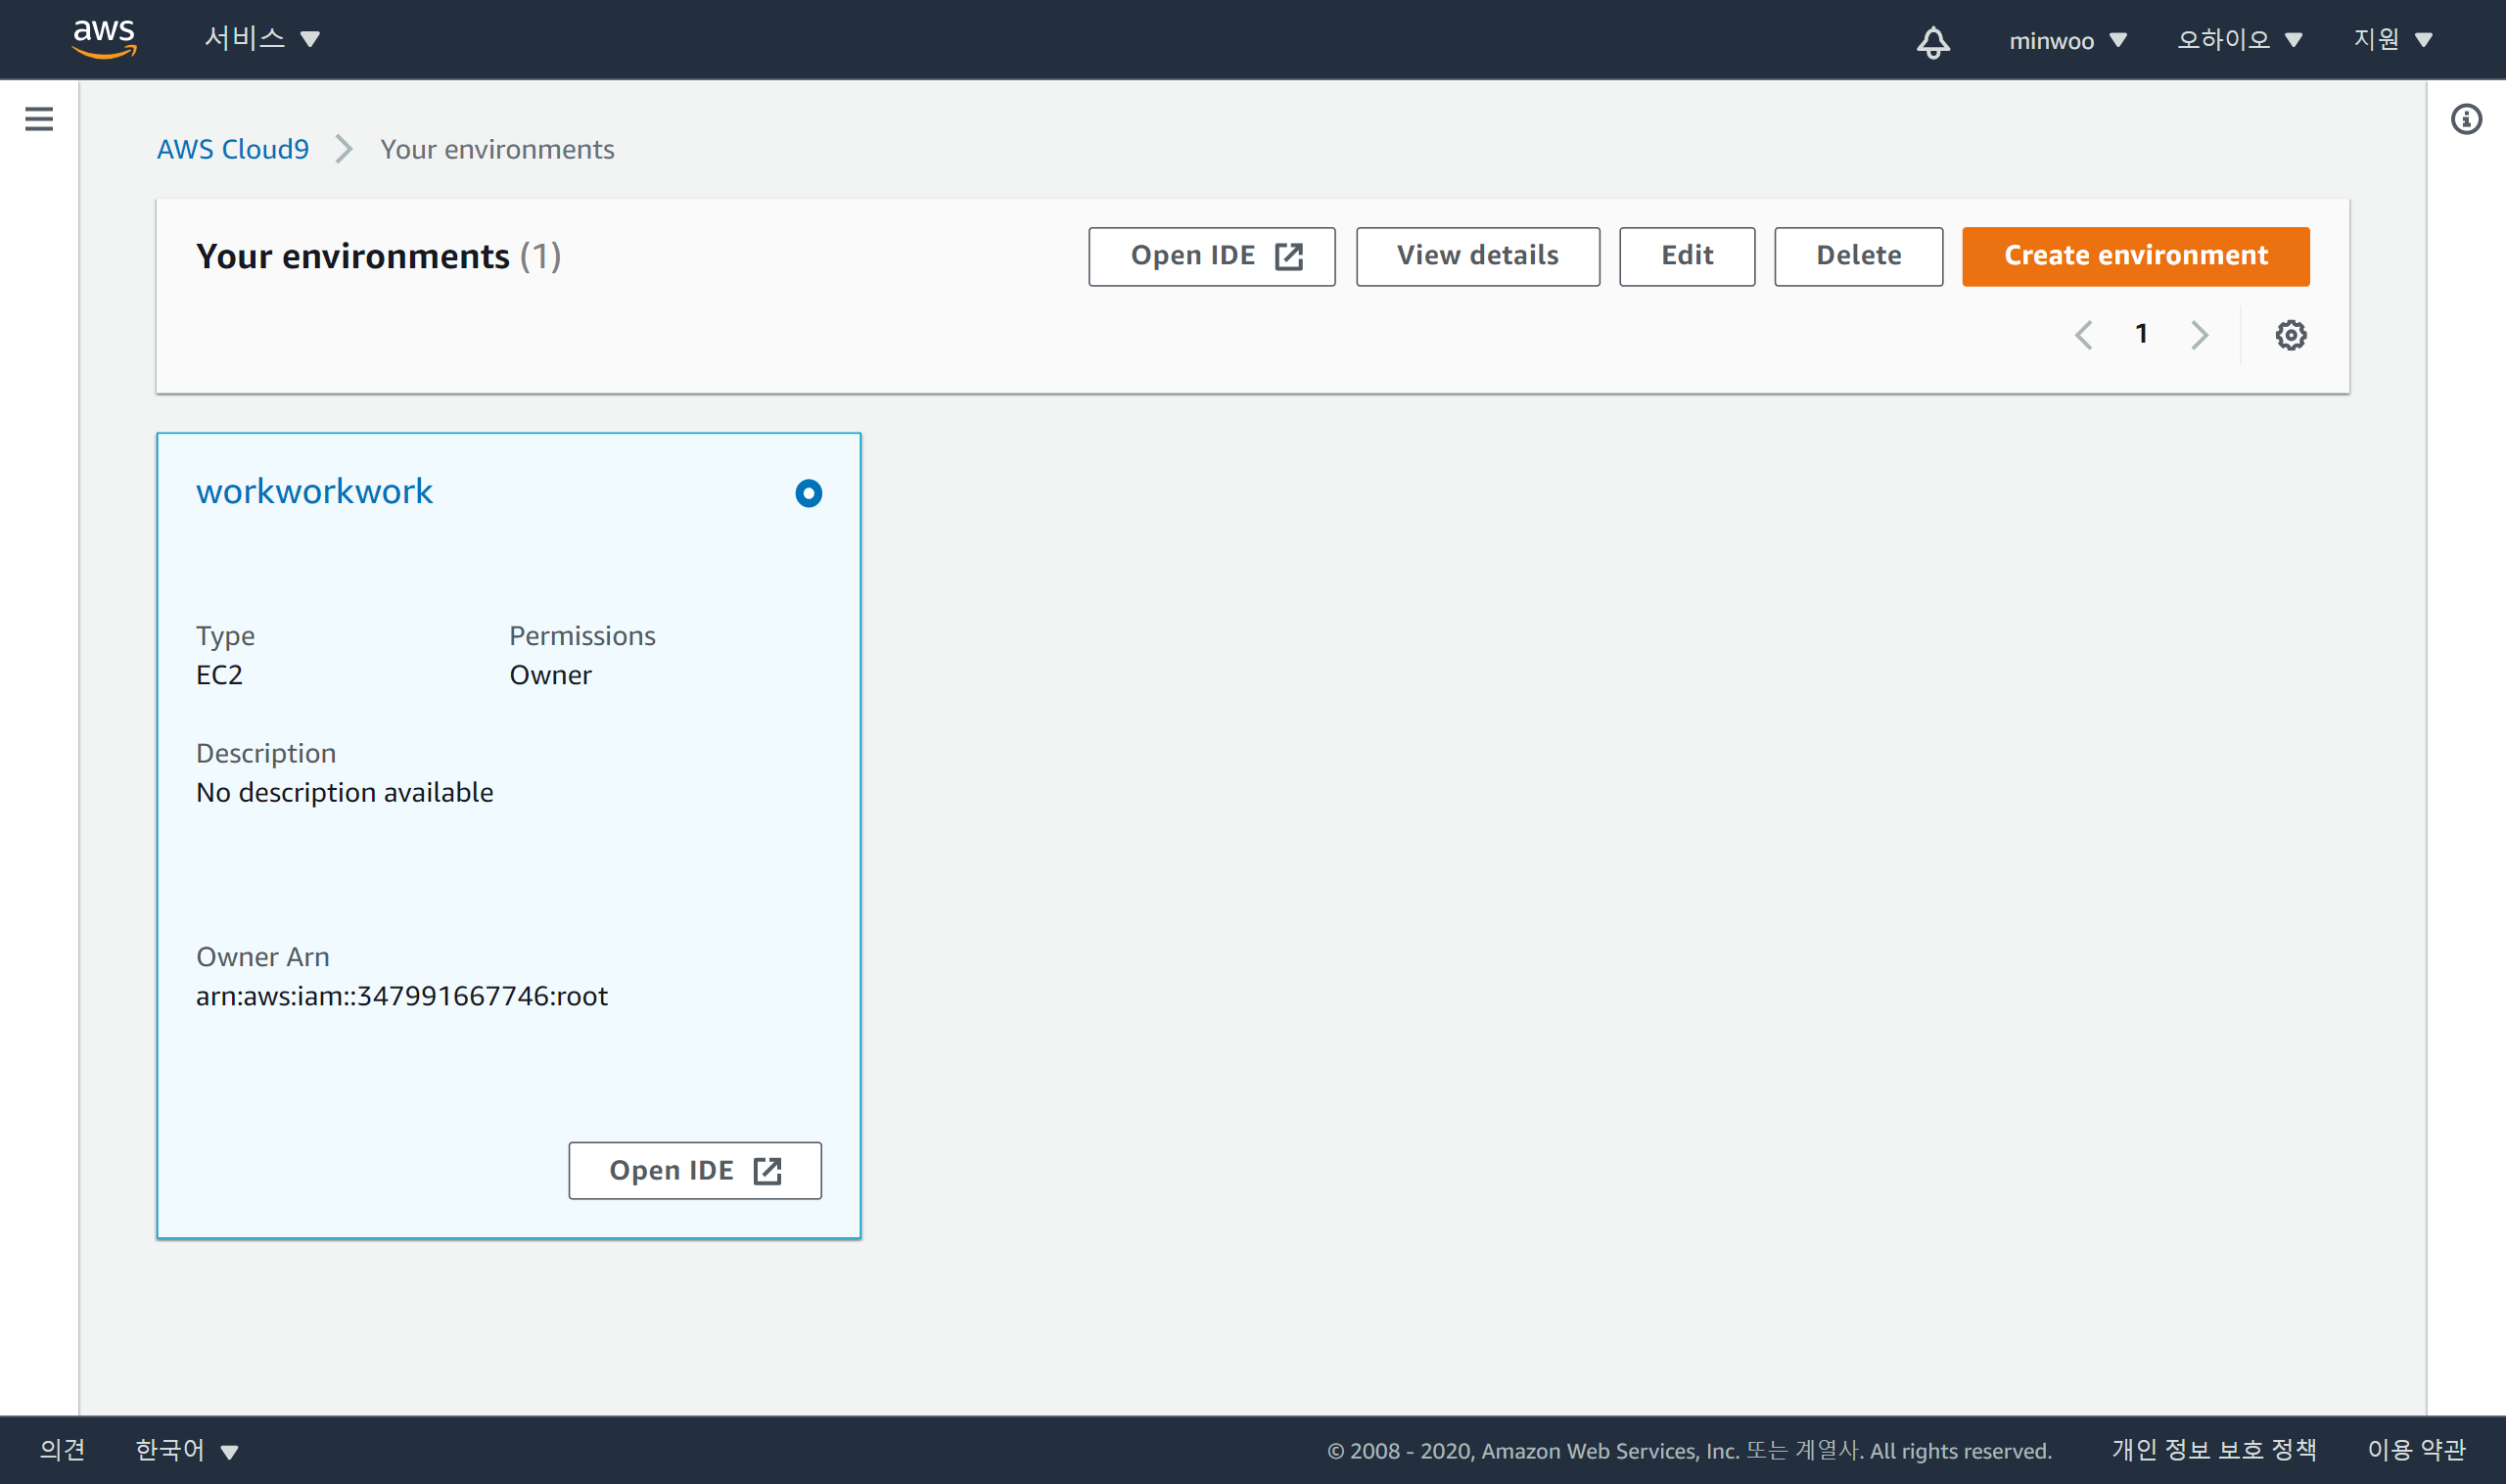 aws 서비스 minwoo 오하이오 지원
AWS Cloud9 Your environments
Your environments (1) Open IDE View details Edit Delete Create environment
1
workworkwork
Type Permissions
EC2 Owner
Description
No description available
Owner Arn
arn:aws:iam::347991667746:root
Open IDE
의견 한국어 © 2008 - 2020, Amazon Web Services, Inc. 또는 계열사. All rights reserved. 개인 정보 보호 정책 이용 약관